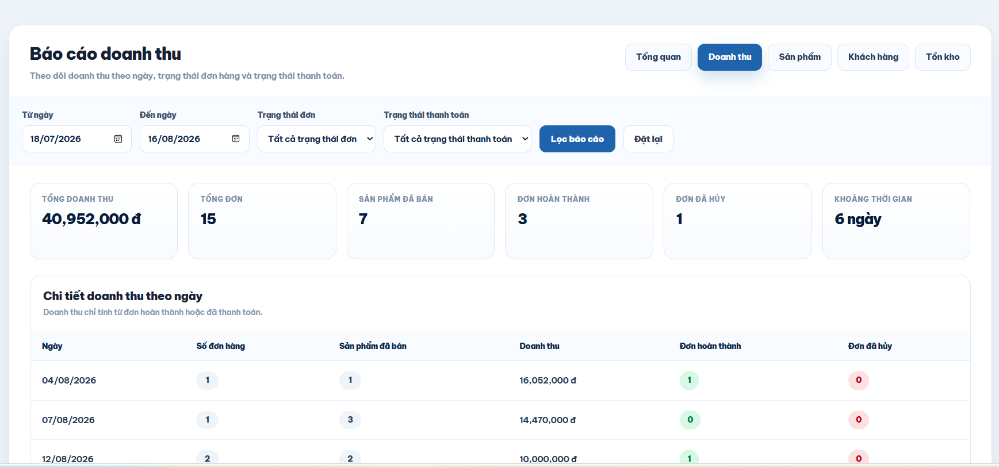 Báo cáo doanh thu
Theo dõi doanh thu theo ngày, trạng thái đơn hàng và trạng thái thanh toán.
Tổng quan Doanh thu Sản phẩm Khách hàng Tồn kho
Từ ngày Đến ngày Trạng thái đơn Trạng thái thanh toán
18/07/2026 16/08/2026 Tất cả trạng thái đơn Tất cả trạng thái thanh toán Lọc báo cáo Đặt lại
TỔNG DOANH THU TỔNG ĐƠN SẢN PHẨM ĐÃ BÁN ĐƠN HOÀN THÀNH ĐƠN ĐÃ HỦY KHOẢNG THỜI GIAN
40,952,000 đ 15 7 3 1 6 ngày
Chi tiết doanh thu theo ngày
Doanh thu chỉ tính từ đơn hoàn thành hoặc đã thanh toán.
Ngày Số đơn hàng Sản phẩm đã bán Doanh thu Đơn hoàn thành Đơn đã hủy
04/08/2026 1 1 16,052,000 đ 1 0
07/08/2026 1 3 14,470,000 đ 0 0
12/08/2026 2 2 10,000,000 đ 1 0